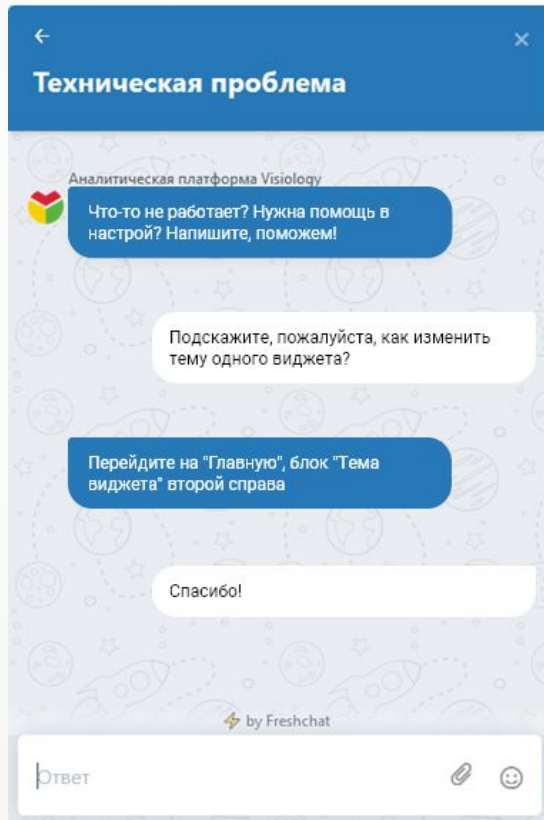 Техническая проблема
Аналитическая платформа Visiology
Что-то не работает? Нужна помощь в
настрой? Напишите, поможем!
Подскажите, пожалуйста, как изменить
тему одного виджета?
Перейдите на "Главную", блок "Тема
виджета" второй справа
Спасибо!
by Freshchat
Ответ